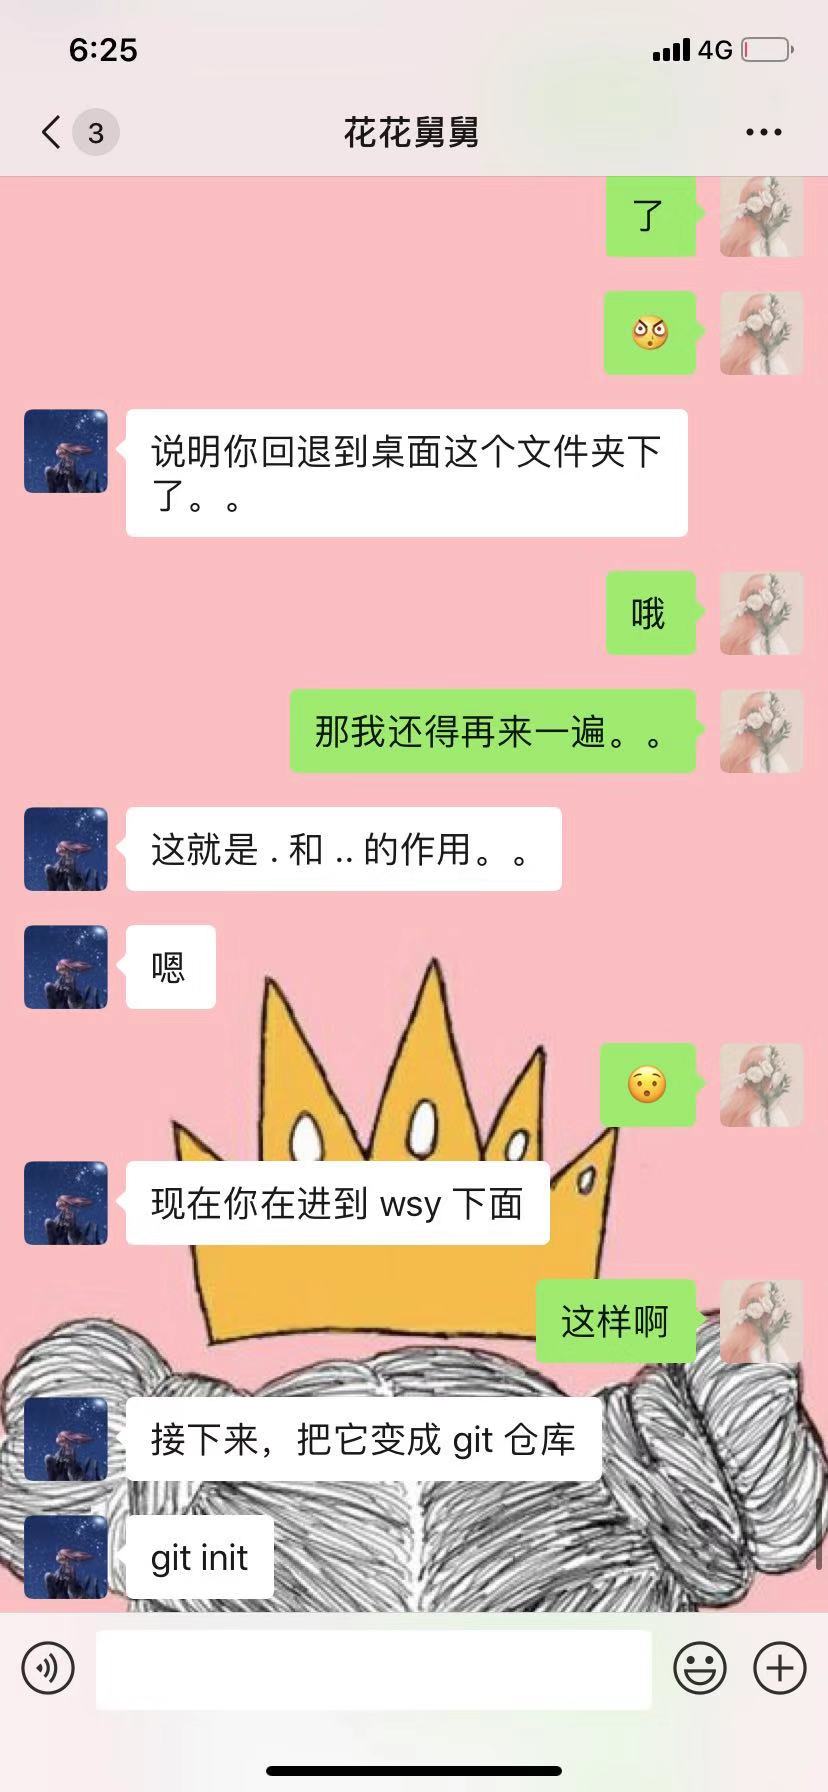 6:25
4G
3
花花舅舅
了
说明你回退到桌面这个文件夹下
了。。
哦
那我还得再来一遍。。
这就是 . 和 .. 的作用。。
嗯
现在你在进到 wsy 下面
这样啊
接下来，把它变成 git 仓库
git init